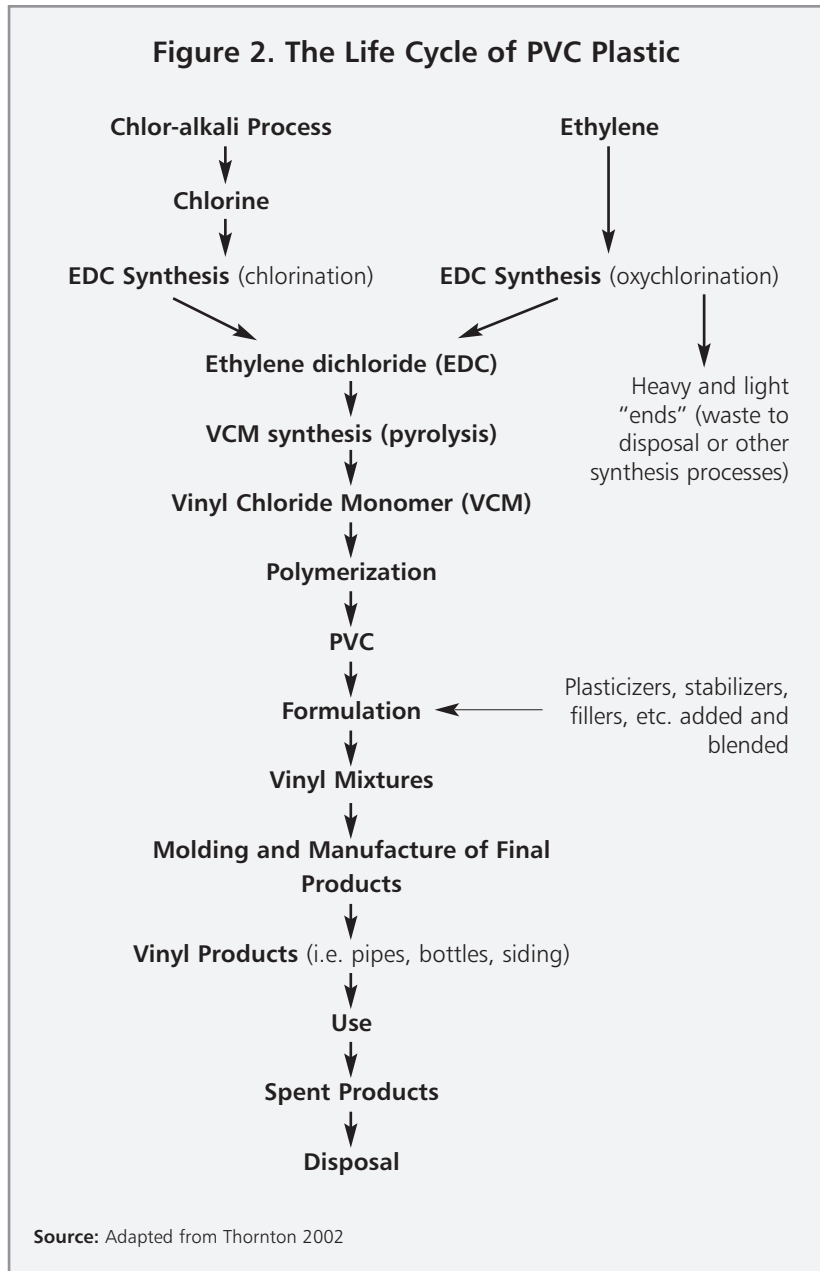 Figure 2. The Life Cycle of PVC Plastic
Chlor-alkali Process
Ethylene
Chlorine
EDC Synthesis (chlorination)
EDC Synthesis (oxychlorination)
Ethylene dichloride (EDC)
Heavy and light
“ends” (waste to
disposal or other
synthesis processes)
VCM synthesis (pyrolysis)
Vinyl Chloride Monomer (VCM)
Polymerization
PVC
Formulation
Plasticizers, stabilizers,
fillers, etc. added and
blended
Vinyl Mixtures
Molding and Manufacture of Final
Products
Vinyl Products (i.e. pipes, bottles, siding)
Use
Spent Products
Disposal
Source: Adapted from Thornton 2002